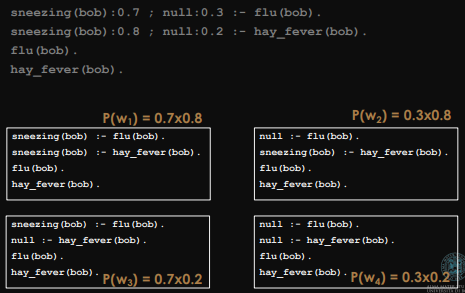 sneezing(bob):0.7 ; null:0.3 :- flu(bob).
sneezing(bob):0.8 ; null:0.2 :- hay_fever(bob).
flu(bob).
hay_fever(bob).
P(w1) = 0.7x0.8
sneezing(bob) :- flu(bob).
sneezing(bob) :- hay_fever(bob).
flu(bob).
hay_fever(bob).
P(w2) = 0.3x0.8
null :- flu(bob).
sneezing(bob) :- hay_fever(bob).
flu(bob).
hay_fever(bob).
sneezing(bob) :- flu(bob).
null :- hay_fever(bob).
flu(bob).
hay_fever(bob).
P(w3) = 0.7x0.2
null :- flu(bob).
null :- hay_fever(bob).
flu(bob).
hay_fever(bob).
P(w4) = 0.3x0.2